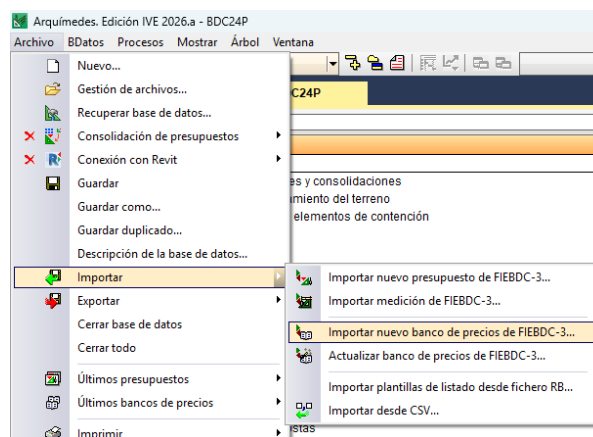 Arquímedes. Edición IVE 2026.a - BDC24P
Archivo BDatos Procesos Mostrar Árbol Ventana
Nuevo...
Gestión de archivos...
C24P
Recuperar base de datos...
Consolidación de presupuestos
Conexión con Revit
Guardar
es y consolidaciones
Guardar como...
amiento del terreno
elementos de contención
Guardar duplicado...
Descripción de la base de datos...
Importar
Importar nuevo presupuesto de FIEBDC-3...
Exportar
Importar medición de FIEBDC-3...
Cerrar base de datos
Importar nuevo banco de precios de FIEBDC-3...
Cerrar todo
Actualizar banco de precios de FIEBDC-3...
Últimos presupuestos
Importar plantillas de listado desde fichero RB...
Últimos bancos de precios
Importar desde CSV...
Imprimir
istas